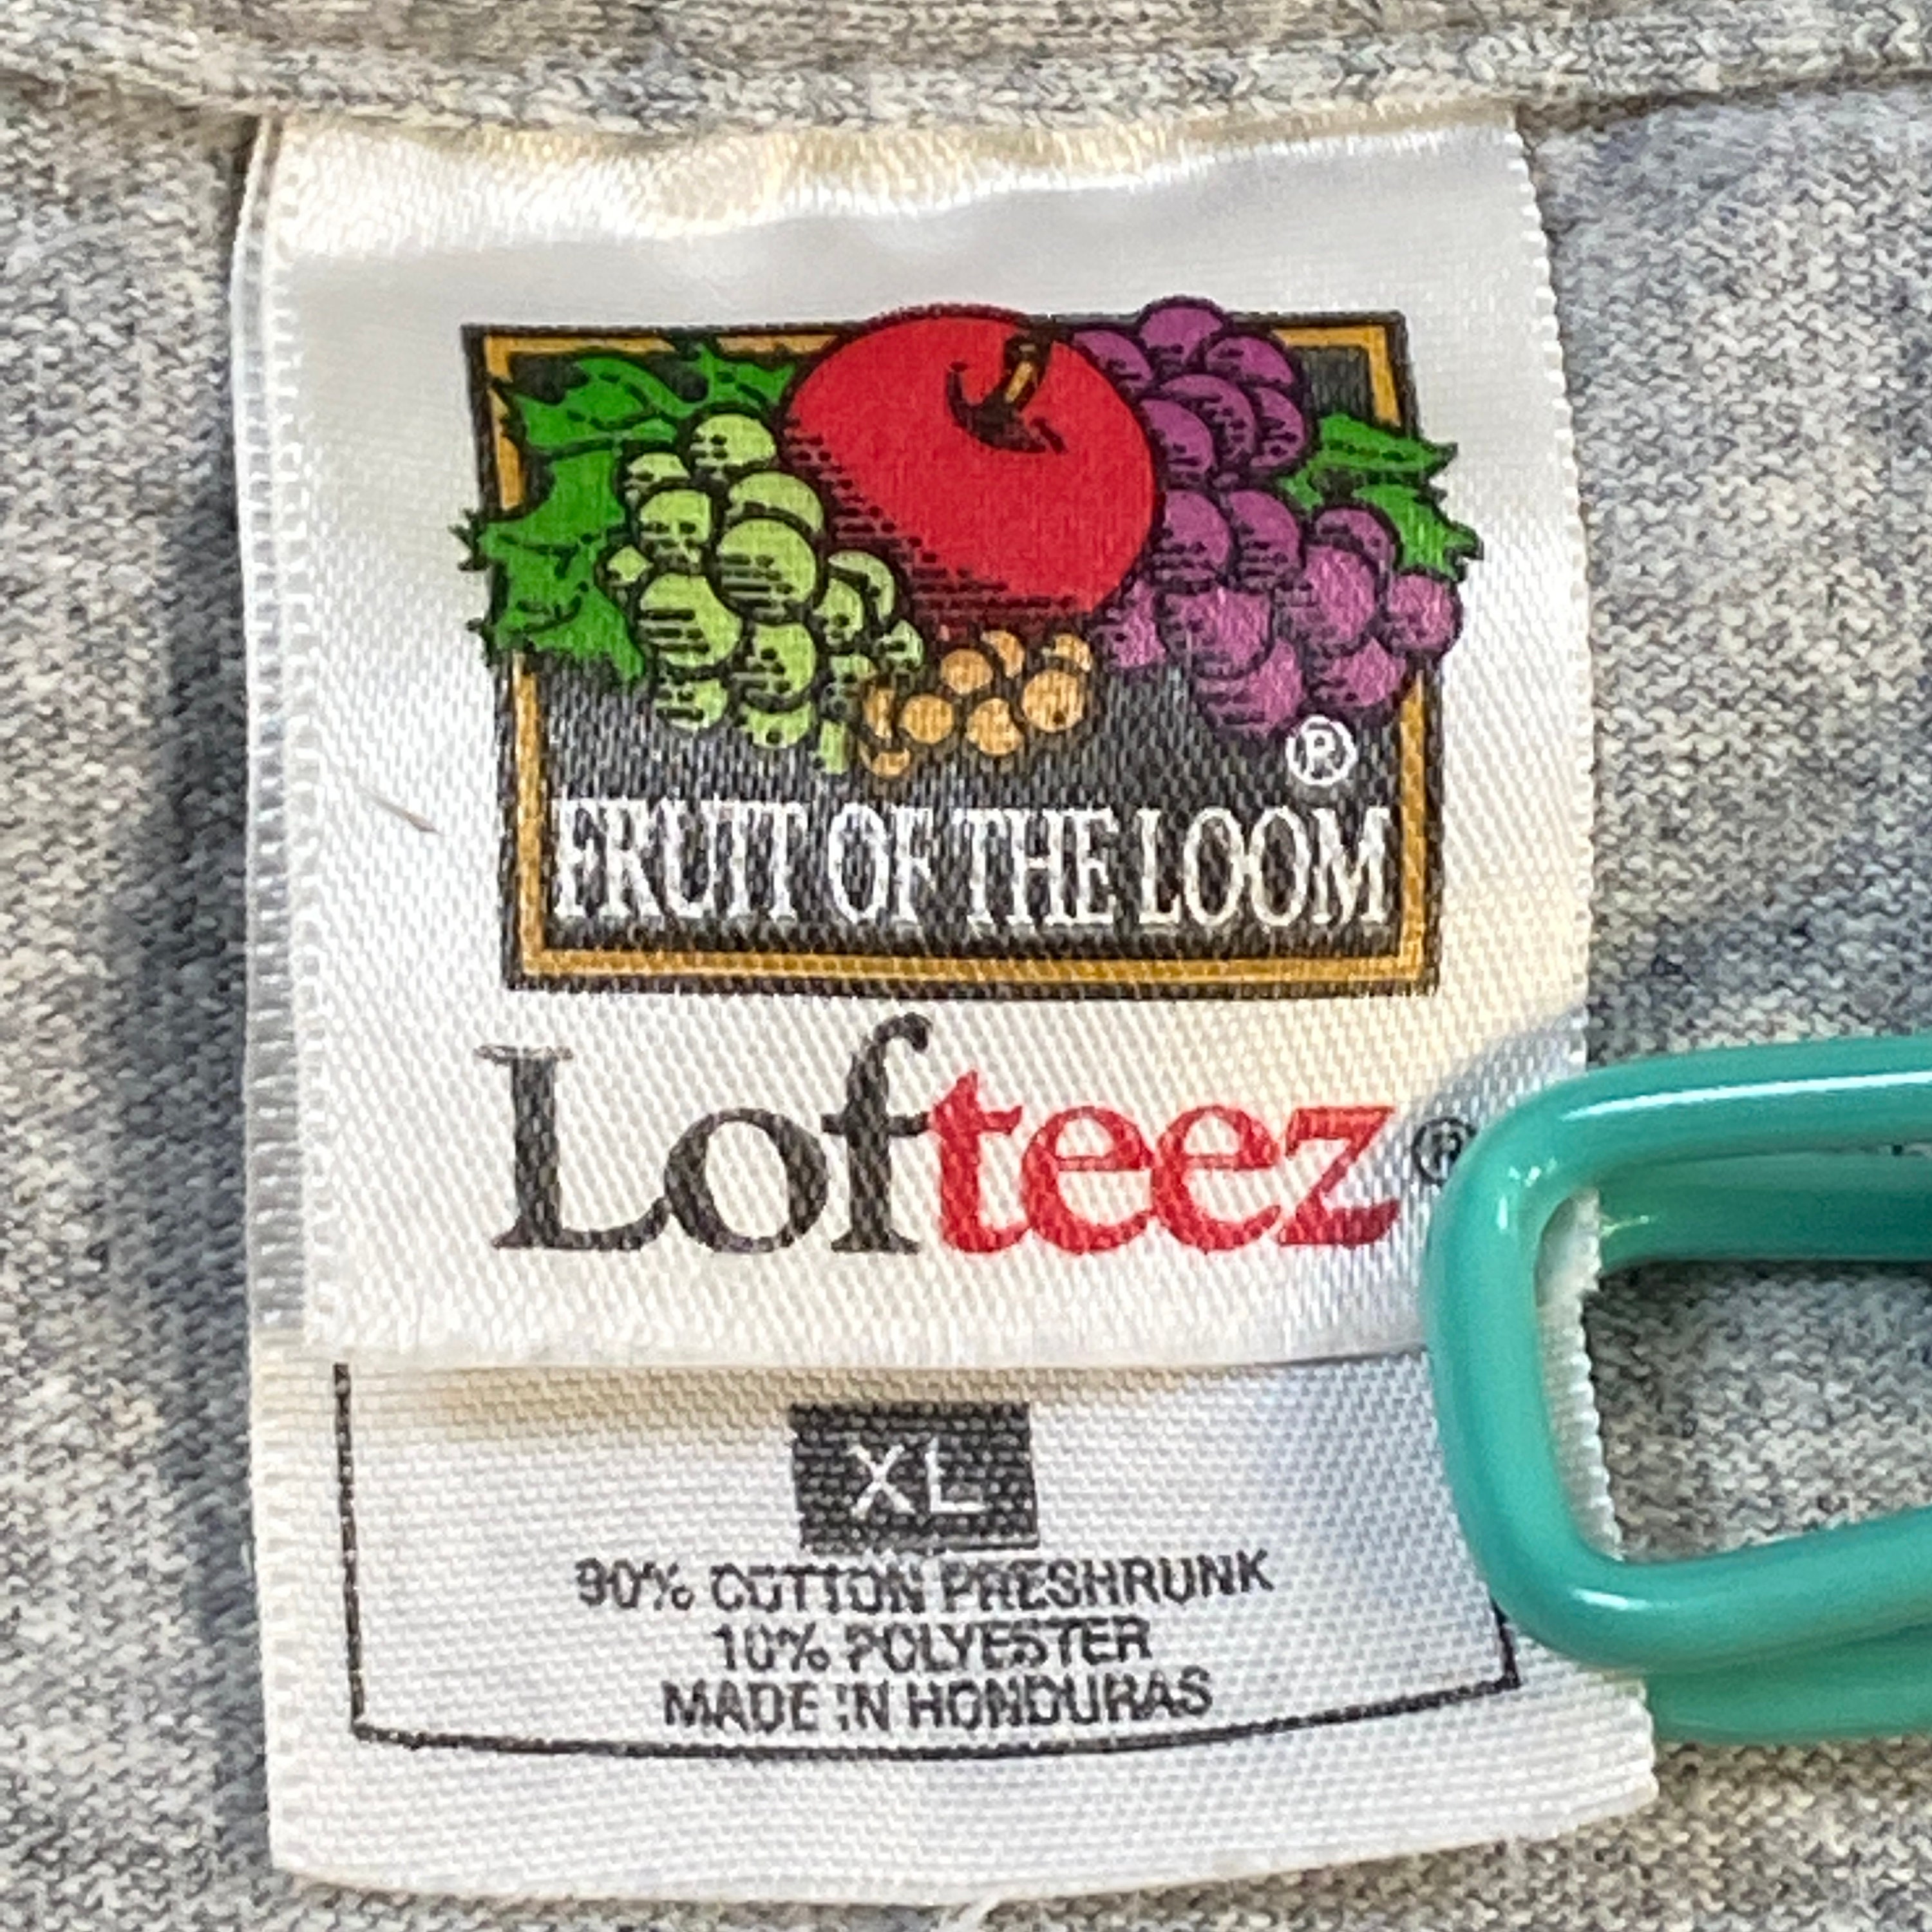 ®
FRUIT OF THE LOOM
Lofteez®
XL
90% COTTON PRESHRUNK
10% POLYESTER
MADE IN HONDURAS